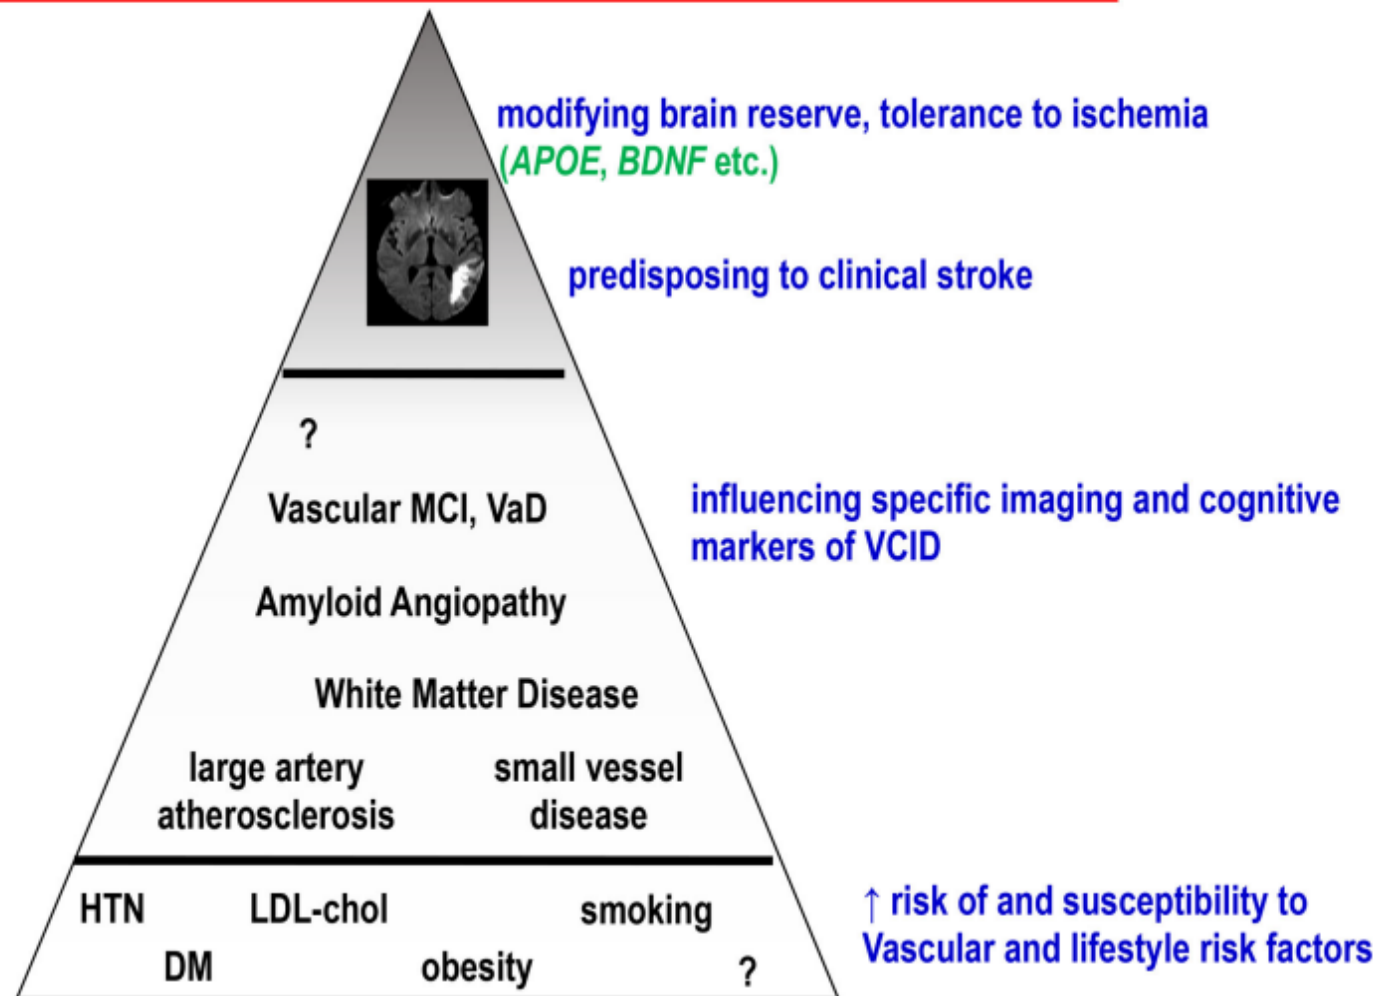 modifying brain reserve, tolerance to ischemia
(APOE, BDNF etc.)
predisposing to clinical stroke
?
Vascular MCI, VaD
influencing specific imaging and cognitive
markers of VCID
Amyloid Angiopathy
White Matter Disease
large artery
atherosclerosis
small vessel
disease
HTN LDL-chol smoking
DM obesity ?
↑ risk of and susceptibility to
Vascular and lifestyle risk factors